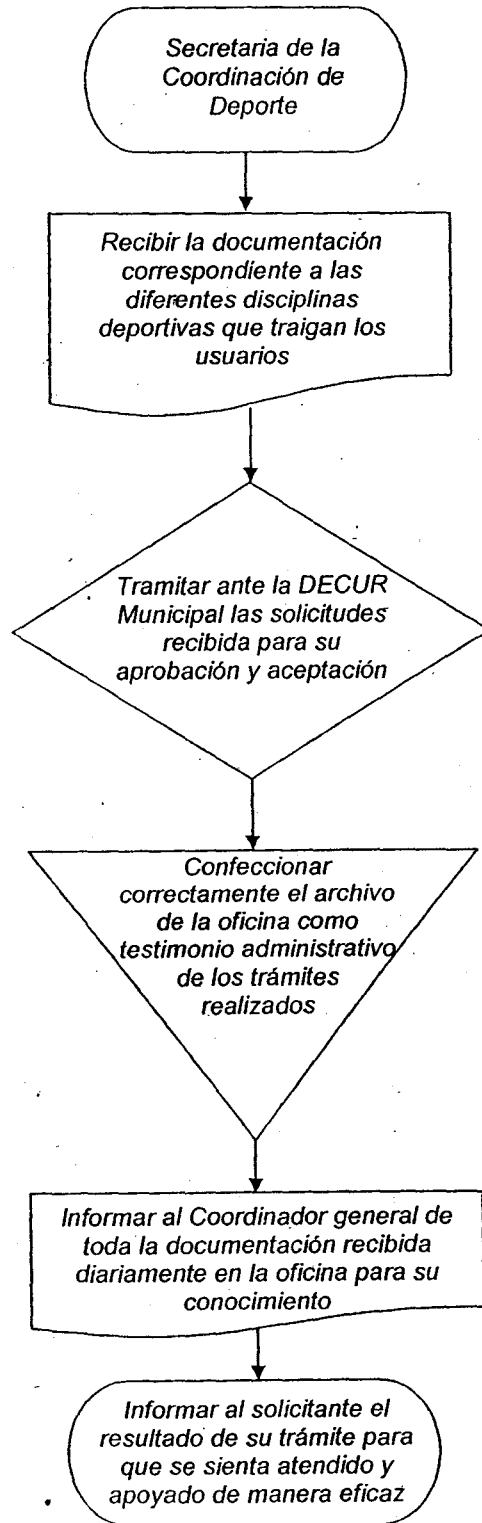 Secretaria de la
Coordinación de
Deporte
Recibir la documentación
correspondiente a las
diferentes disciplinas
deportivas que traigan los
usuarios
Tramitar ante la DECUR
Municipal las solicitudes
recibida para su
aprobación y aceptación
Confeccionar
correctamente el archivo
de la oficina como
testimonio administrativo
de los trámites
realizados
Informar al Coordinador general de
toda la documentación recibida
diariamente en la oficina para su
conocimiento
Informar al solicitante el
resultado de su trámite para
que se sienta atendido y
apoyado de manera eficaz